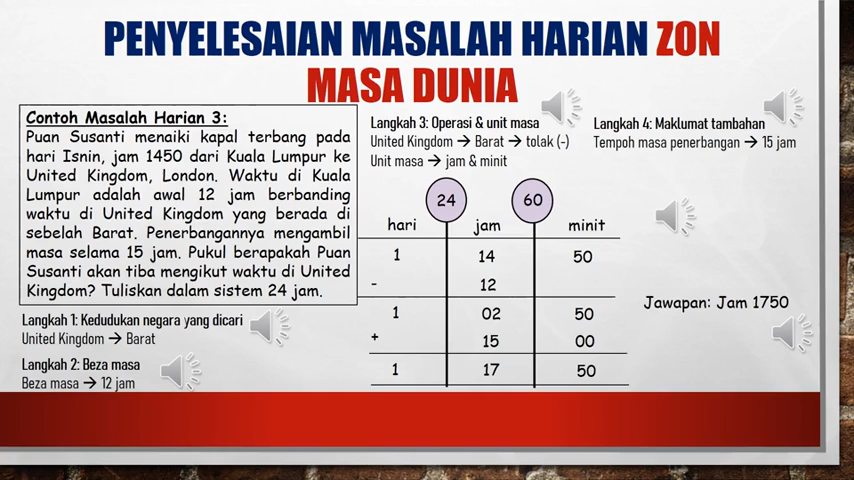 PENYELESAIAN MASALAH HARIAN ZON
MASA DUNIA
Contoh Masalah Harian 3:
Puan Susanti menaiki kapal terbang pada
hari Isnin, jam 1450 dari Kuala Lumpur ke
United Kingdom, London. Waktu di Kuala
Lumpur adalah awal 12 jam berbanding
waktu di United Kingdom yang berada di
sebelah Barat. Penerbangannya mengambil
masa selama 15 jam. Pukul berapakah Puan
Susanti akan tiba mengikut waktu di United
Kingdom? Tuliskan dalam sistem 24 jam.
Langkah 1: Kedudukan negara yang dicari
United Kingdom → Barat
Langkah 2: Beza masa
Beza masa → 12 jam
Langkah 3: Operasi & unit masa
United Kingdom → Barat → tolak (-)
Unit masa → jam & minit
24 60
hari jam minit
1 14 50
- 12
1 02 50
+ 15 00
1 17 50
Langkah 4: Maklumat tambahan
Tempoh masa penerbangan → 15 jam
Jawapan: Jam 1750